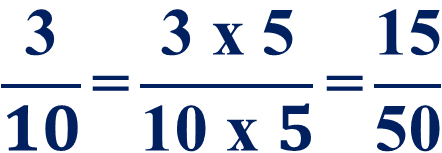 3/10 = (3 x 5)/(10 x 5) = 15/50